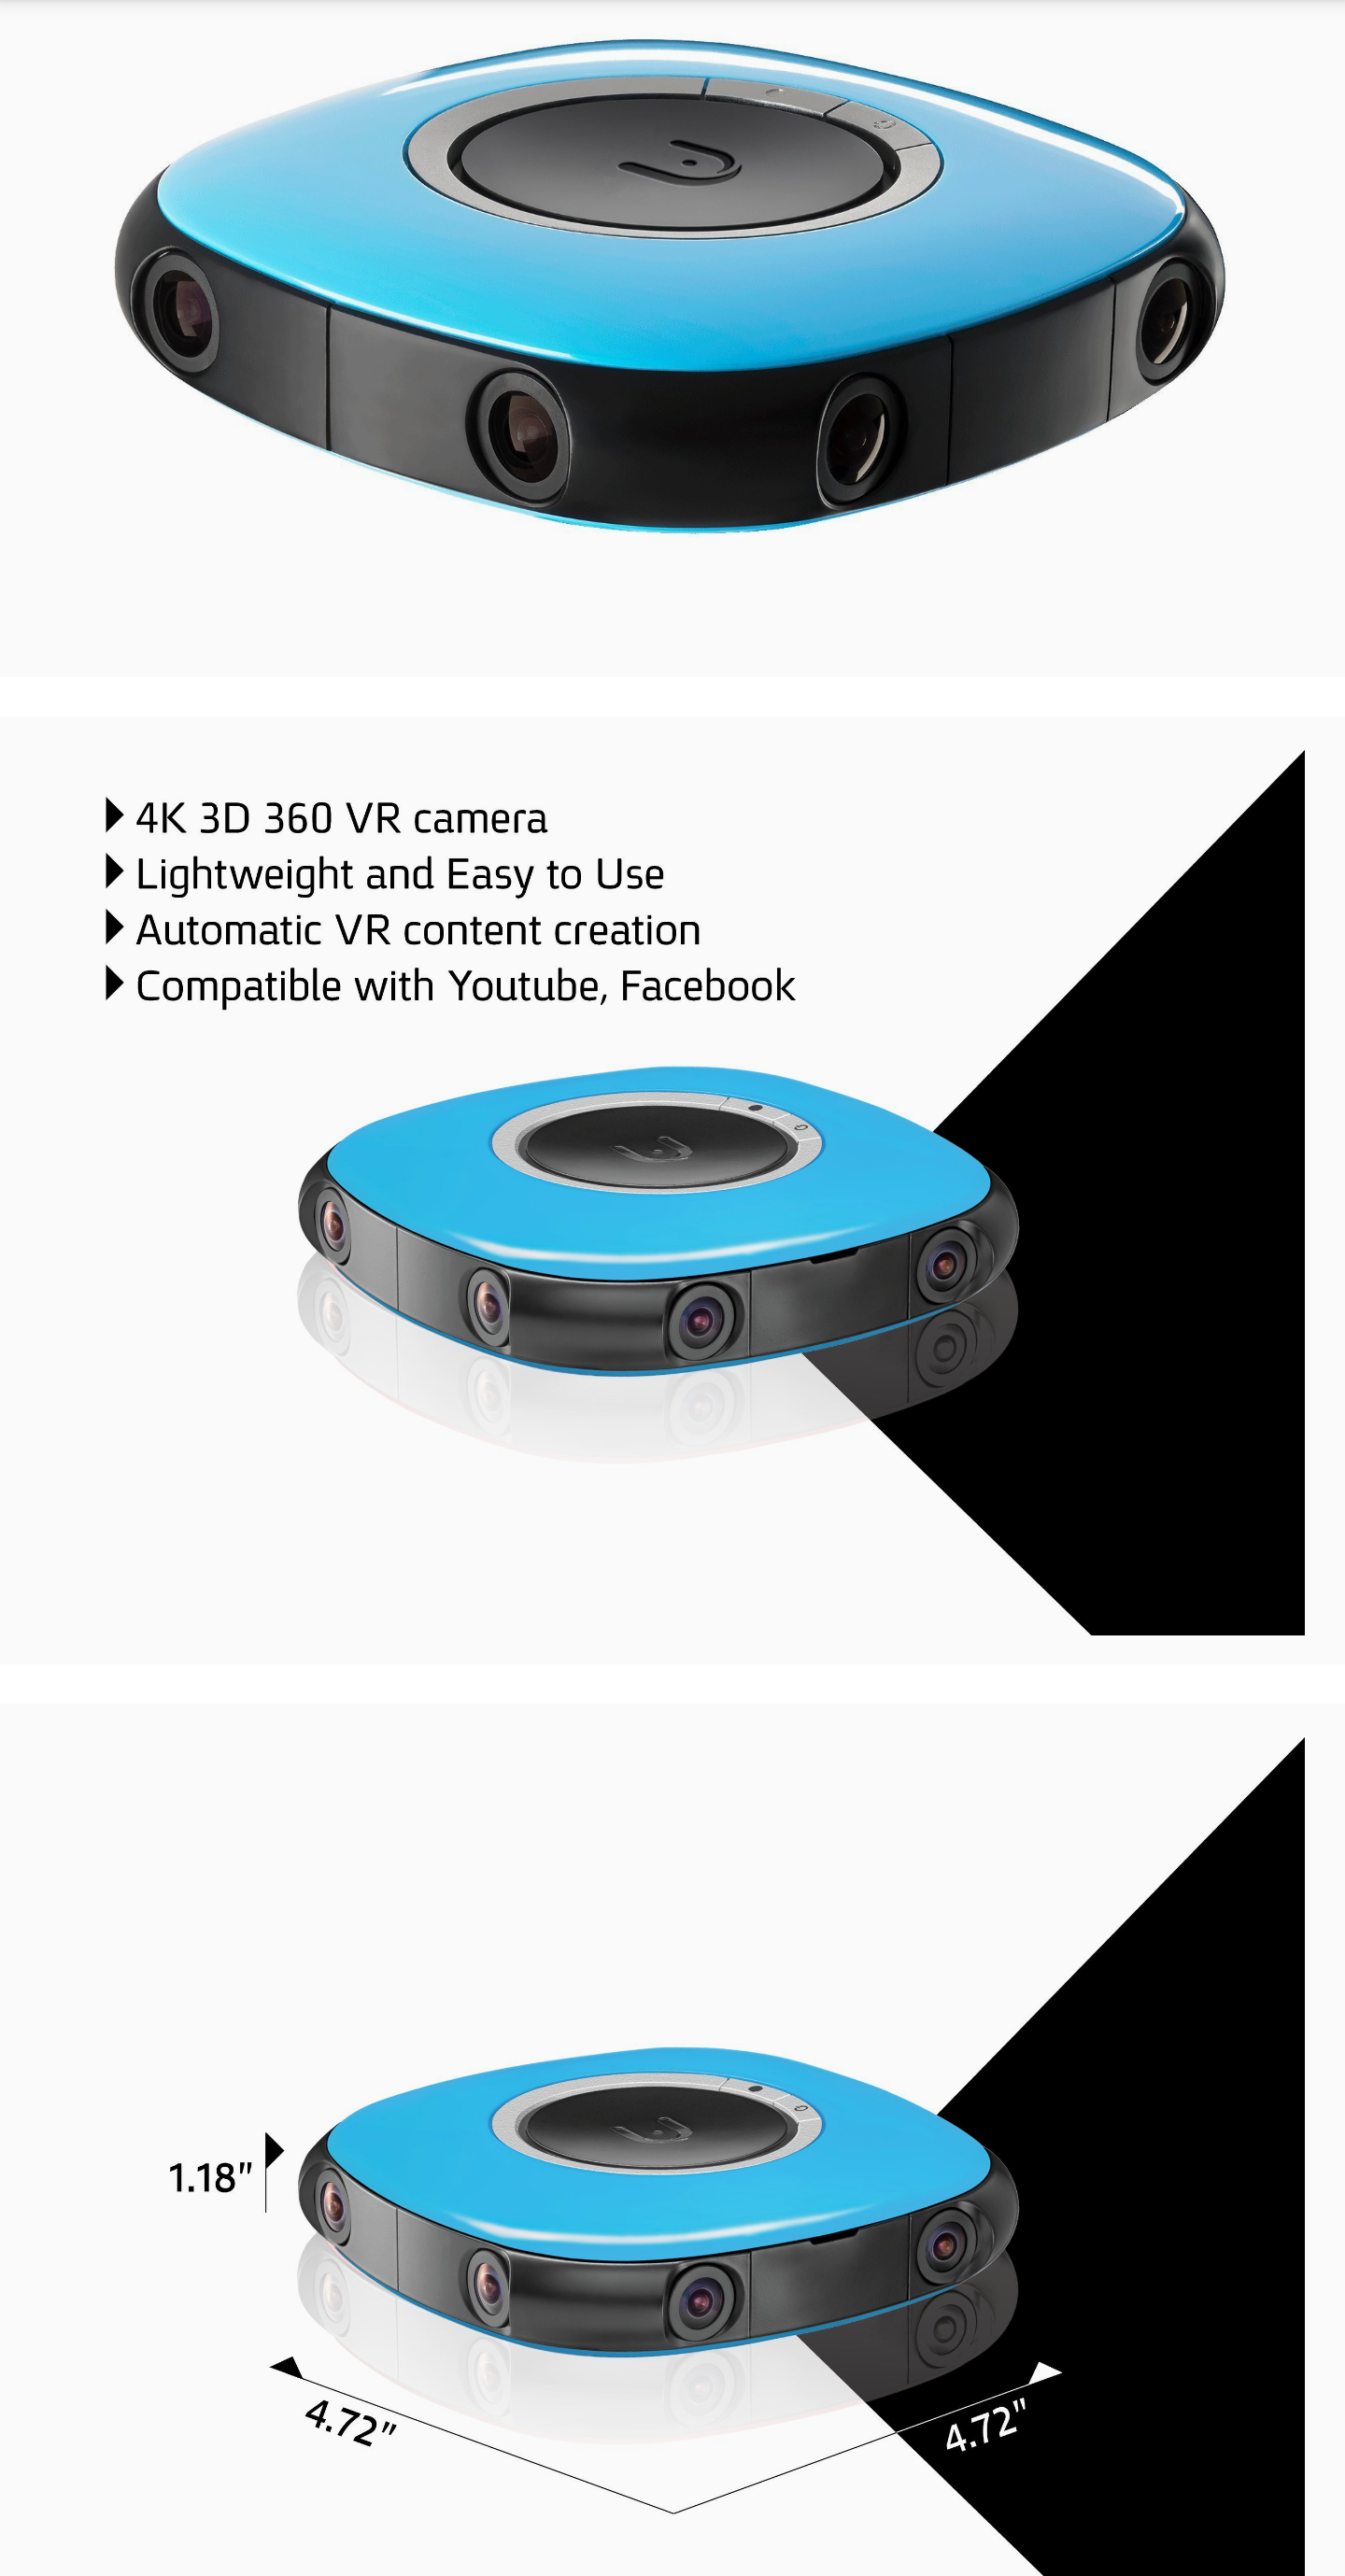 4K 3D 360 VR camera
Lightweight and Easy to Use
Automatic VR content creation
Compatible with Youtube, Facebook
1.18"
4.72"
4.72"